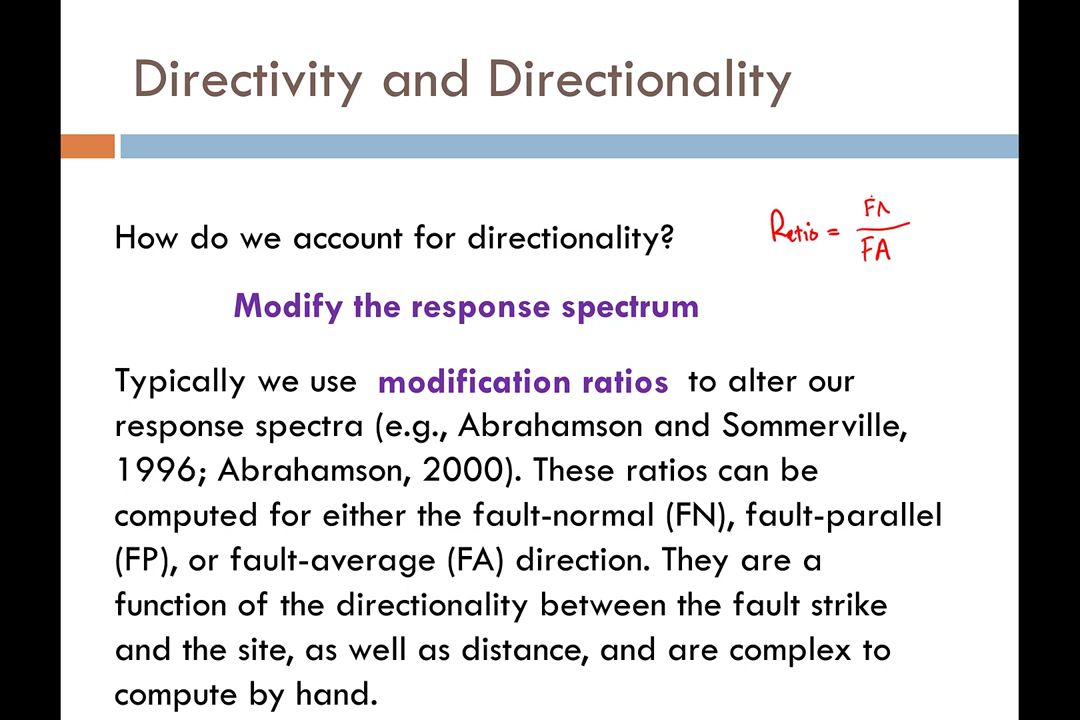 Directivity and Directionality
How do we account for directionality?
Ratio = FN
FA
Modify the response spectrum
Typically we use modification ratios to alter our
response spectra (e.g., Abrahamson and Sommerville,
1996; Abrahamson, 2000). These ratios can be
computed for either the fault-normal (FN), fault-parallel
(FP), or fault-average (FA) direction. They are a
function of the directionality between the fault strike
and the site, as well as distance, and are complex to
compute by hand.